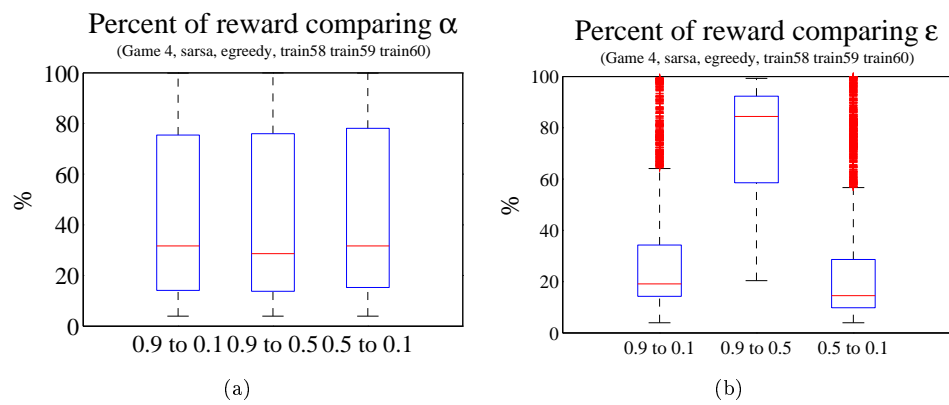 Percent of reward comparing α
(Game 4, sarsa, egreedy, train58 train59 train60)
100
80
60
40
20
0
%
0.9 to 0.1 0.9 to 0.5 0.5 to 0.1
(a)
Percent of reward comparing ε
(Game 4, sarsa, egreedy, train58 train59 train60)
100
80
60
40
20
0
%
0.9 to 0.1 0.9 to 0.5 0.5 to 0.1
(b)